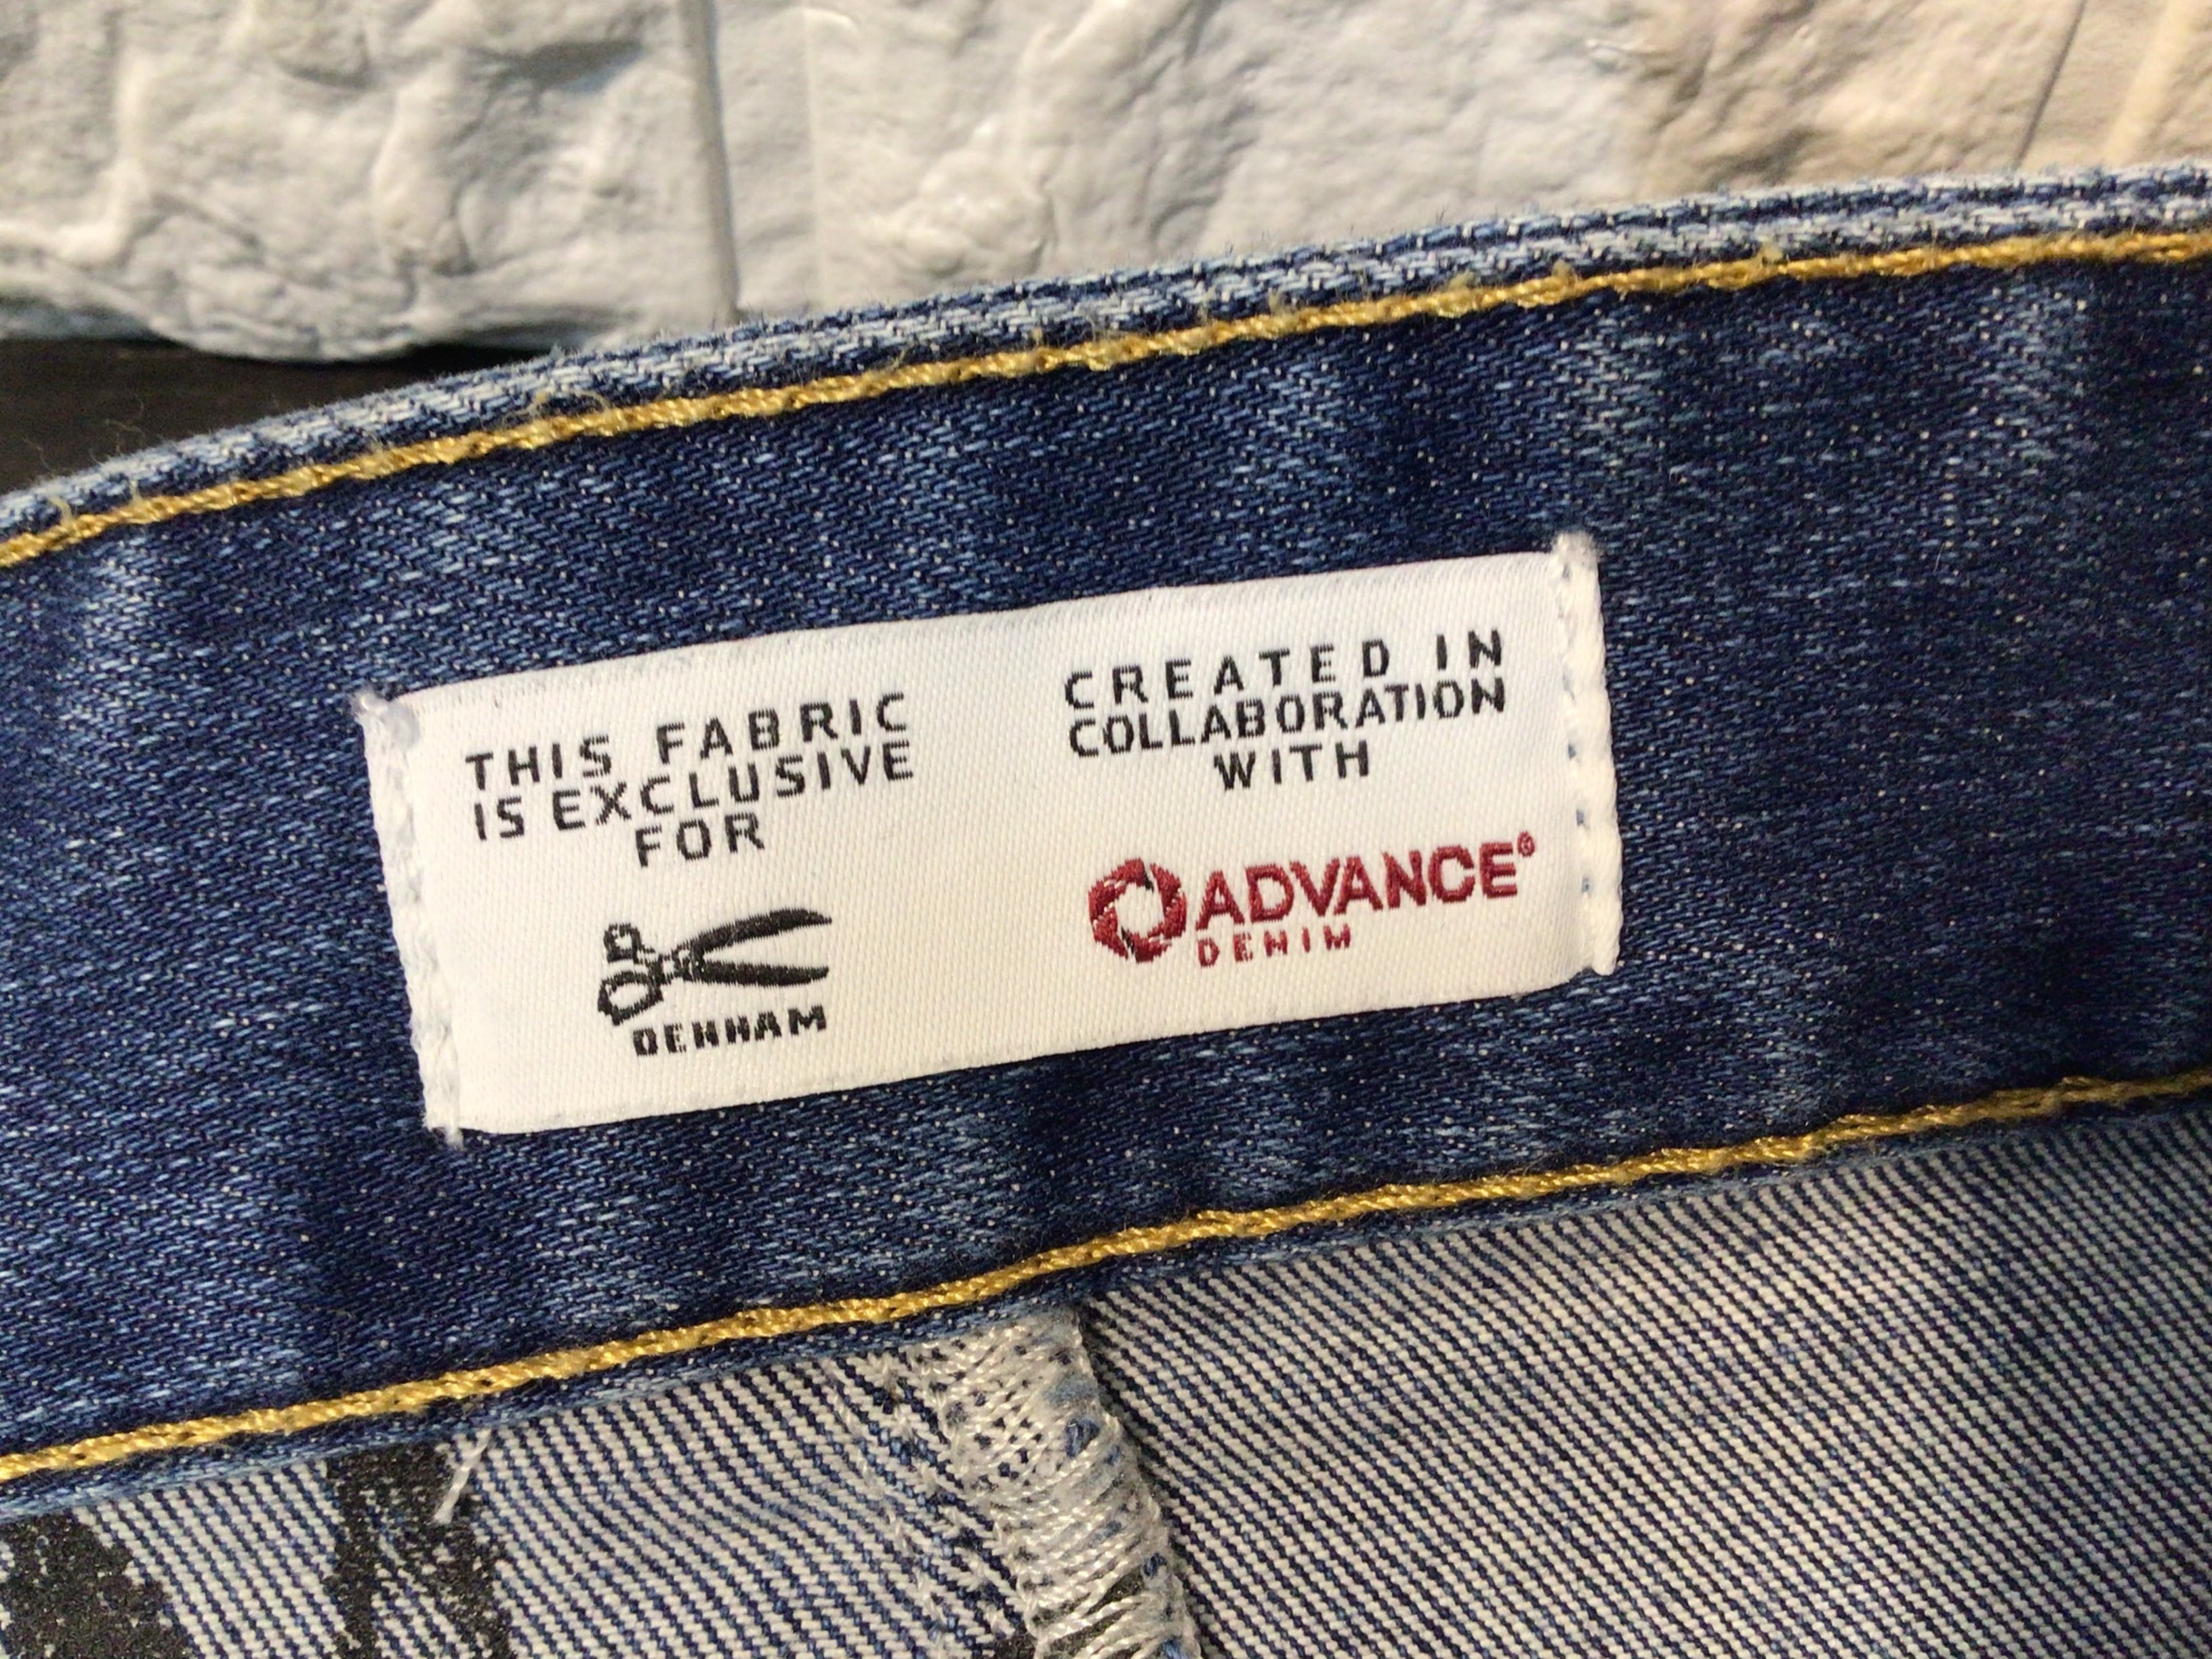 THIS FABRIC
IS EXCLUSIVE
FOR
DENHAM
CREATED IN
COLLABORATION
WITH
ADVANCE®
DENIM